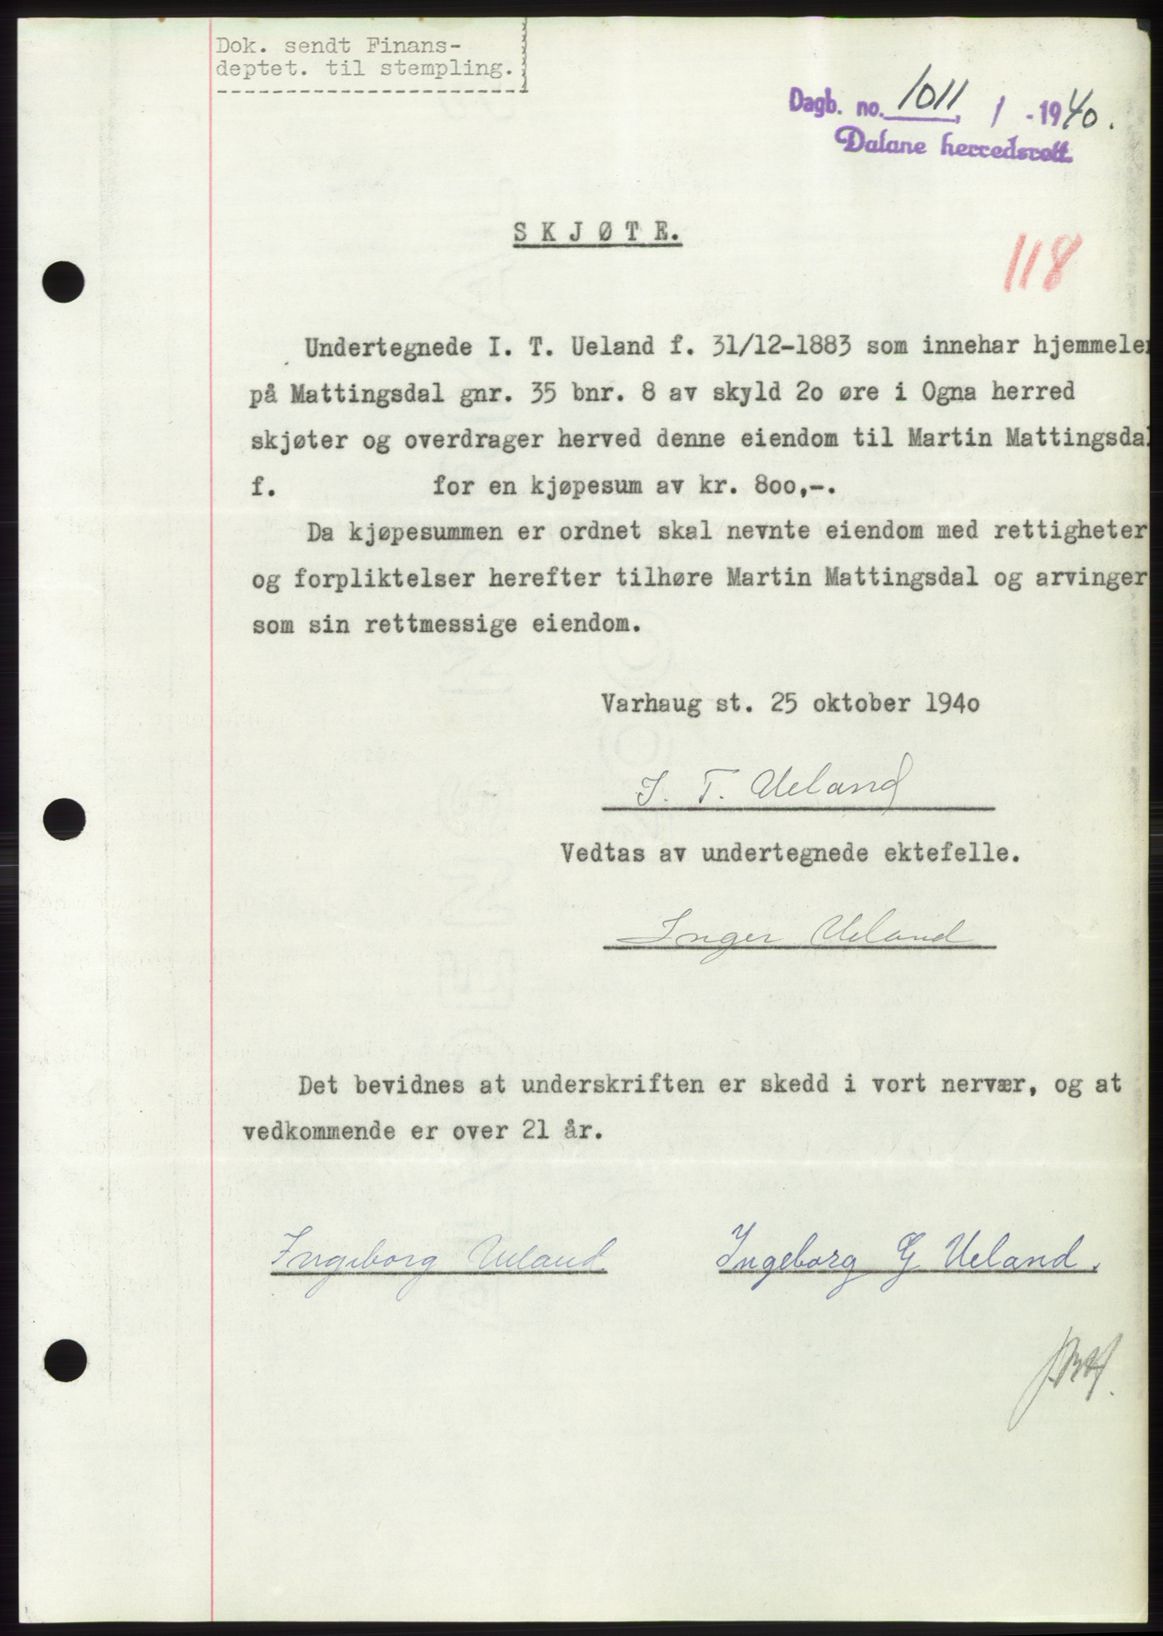 Dok. sendt Finans-
deptet. til stempling.
Dagb. no. 1011 / -1940.
Dalane herredsrett
SKJØTE.
118
Undertegnede I. T. Ueland f. 31/12-1883 som innehar hjemmelen
på Mattingsdal gnr. 35 bnr. 8 av skyld 2o øre i Ogna herred
skjøter og overdrager herved denne eiendom til Martin Mattingsdal
f. for en kjøpesum av kr. 8oo,-.
Da kjøpesummen er ordnet skal nevnte eiendom med rettigheter
og forpliktelser herefter tilhøre Martin Mattingsdal og arvinger
som sin rettmessige eiendom.
Varhaug st. 25 oktober 194o
I. T. Ueland
Vedtas av undertegnede ektefelle.
Inger Ueland
Det bevidnes at underskriften er skedd i vort nervær, og at
vedkommende er over 21 år.
Ingeborg Ueland Ingeborg G Ueland.